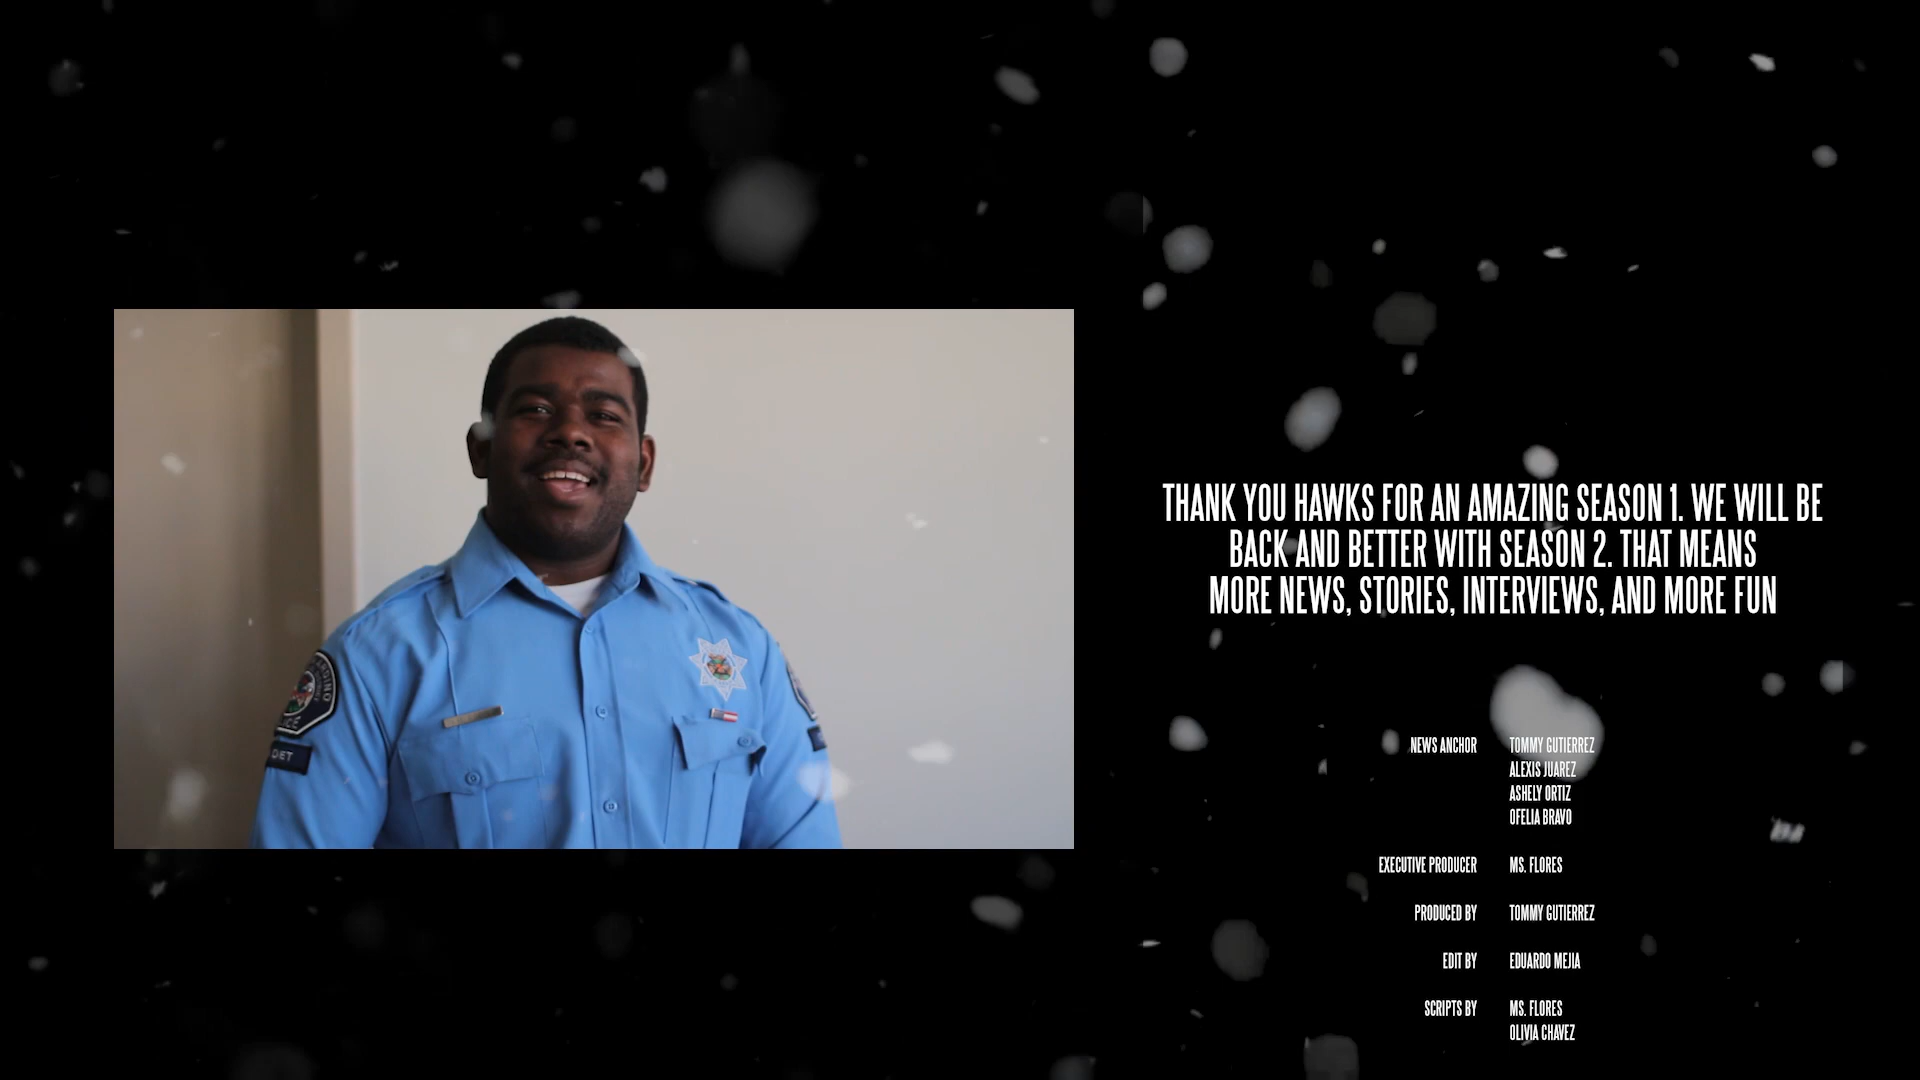 THANK YOU HAWKS FOR AN AMAZING SEASON 1. WE WILL BE
BACK AND BETTER WITH SEASON 2. THAT MEANS
MORE NEWS, STORIES, INTERVIEWS, AND MORE FUN
NEWS ANCHOR TOMMY GUTIERREZ
ALEXIS JUAREZ
ASHELY ORTIZ
OFELIA BRAVO
EXECUTIVE PRODUCER MS. FLORES
PRODUCED BY TOMMY GUTIERREZ
EDIT BY EDUARDO MEJIA
SCRIPTS BY MS. FLORES
OLIVIA CHAVEZ